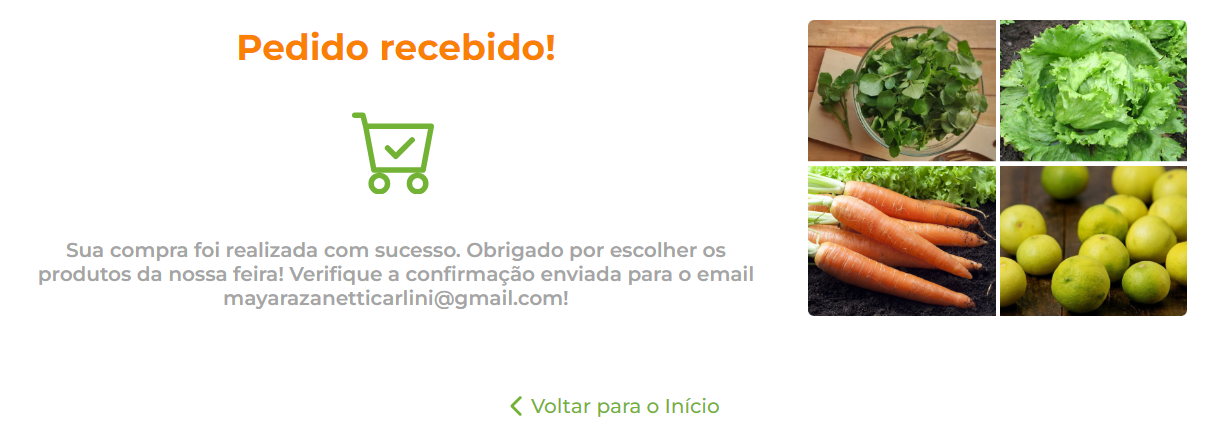 Pedido recebido!
Sua compra foi realizada com sucesso. Obrigado por escolher os
produtos da nossa feira! Verifique a confirmação enviada para o email
mayarazanetticarlini@gmail.com!
Voltar para o Início